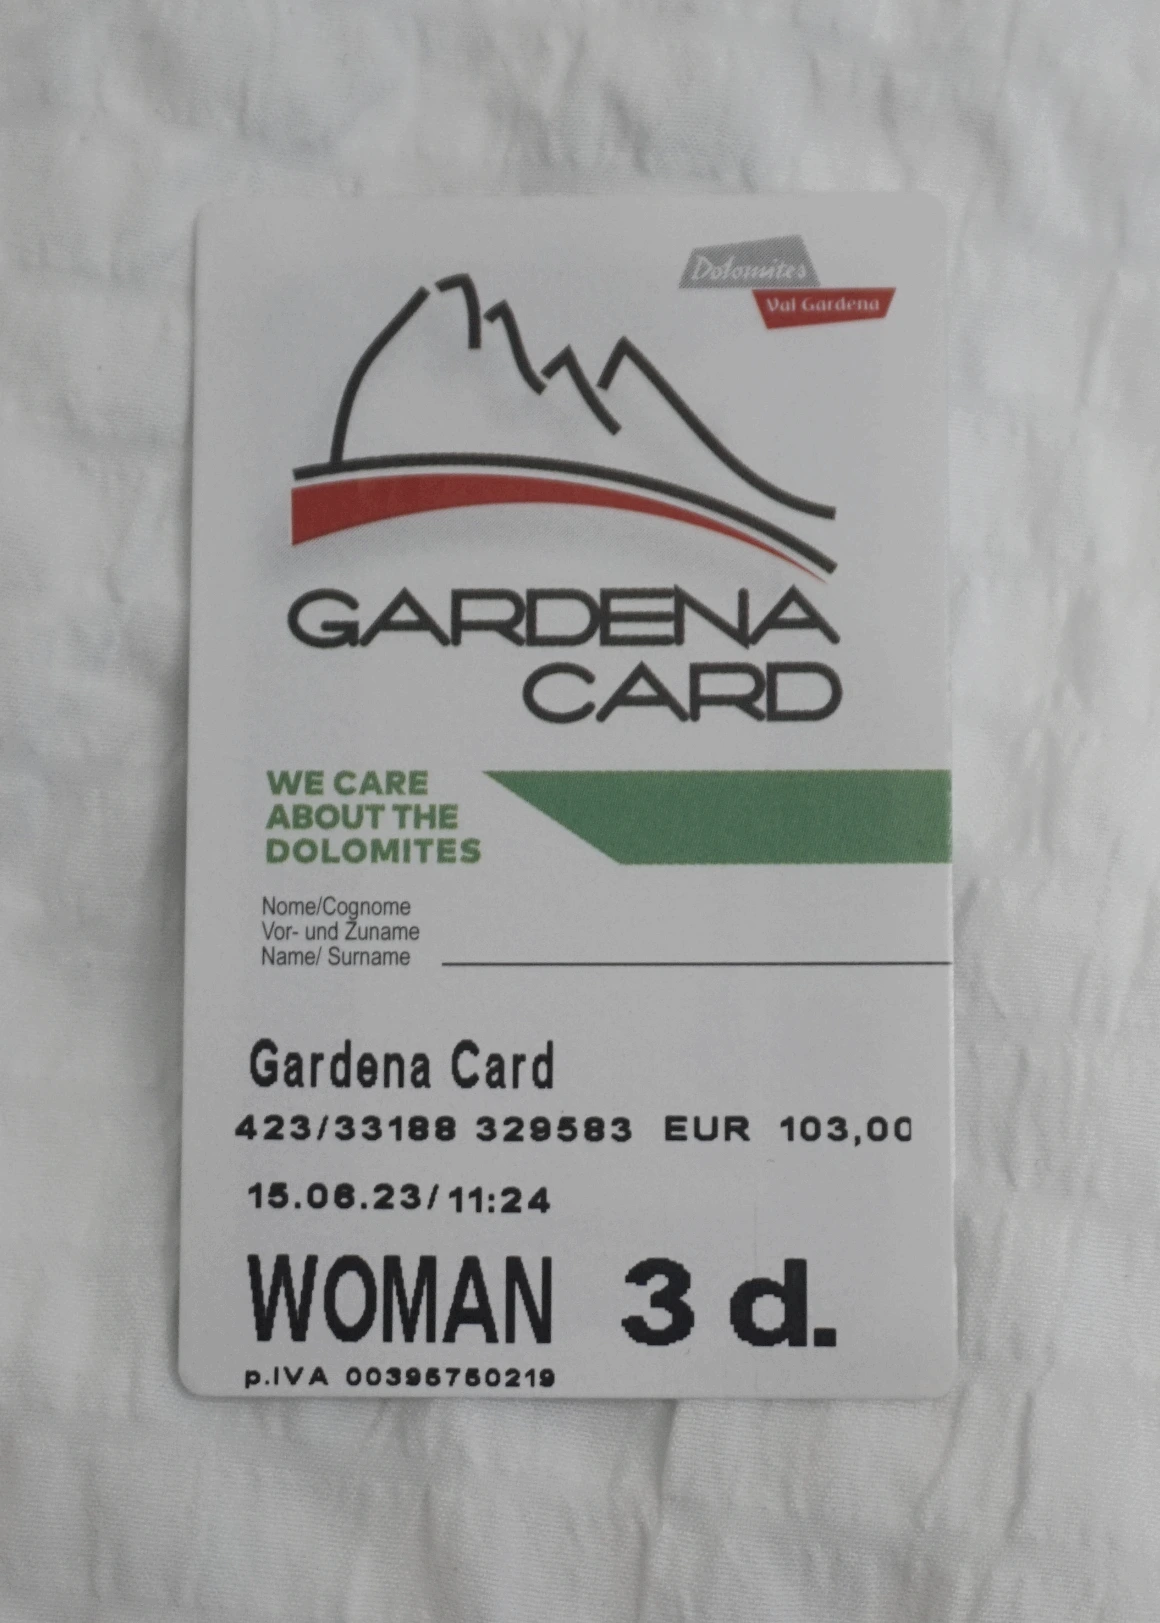 Dolomites
Val Gardena
GARDENA
CARD
WE CARE
ABOUT THE
DOLOMITES
Nome/Cognome
Vor- und Zuname
Name/ Surname
Gardena Card
423/33188 329583 EUR 103,00
15.06.23/11:24
WOMAN 3 d.
p.IVA 00395750219